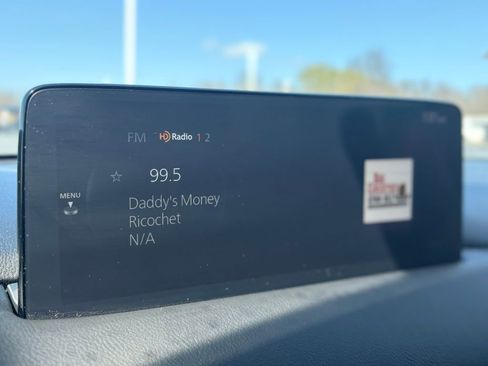 FM HD Radio 1 2
☆ 99.5
MENU
Daddy's Money
Ricochet
N/A